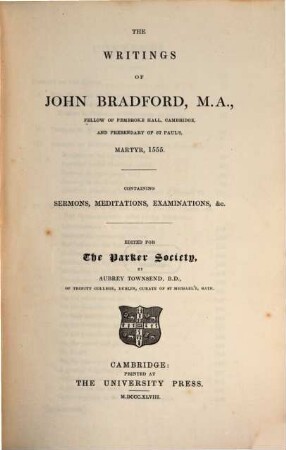 THE
WRITINGS
OF
JOHN BRADFORD, M.A.,
FELLOW OF PEMBROKE HALL, CAMBRIDGE,
AND PREBENDARY OF ST PAUL'S,
MARTYR, 1555.
CONTAINING
SERMONS, MEDITATIONS, EXAMINATIONS, &c.
EDITED FOR
The Parker Society,
BY
AUBREY TOWNSEND, B.D.,
OF TRINITY COLLEGE, DUBLIN, CURATE OF ST MICHAEL'S, BATH.
CAMBRIDGE:
PRINTED AT
THE UNIVERSITY PRESS.
M.DCCC.XLVIII.